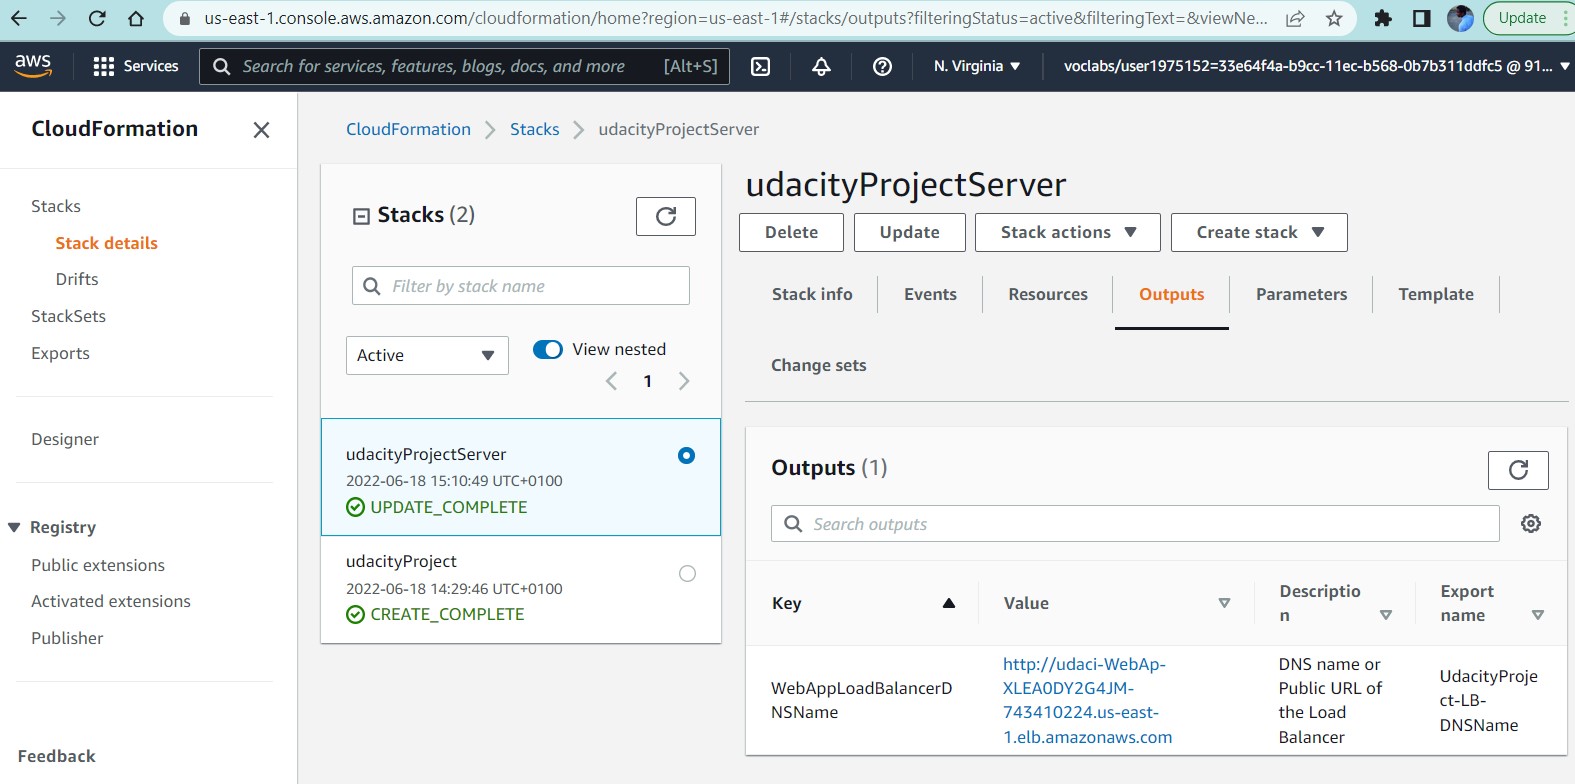 us-east-1.console.aws.amazon.com/cloudformation/home?region=us-east-1#/stacks/outputs?filteringStatus=active&filteringText=&viewNe...
Update
aws
Services
Search for services, features, blogs, docs, and more [Alt+S]
N. Virginia
voclabs/user1975152=33e64f4a-b9cc-11ec-b568-0b7b311ddfc5 @ 91...
CloudFormation
Stacks
Stack details
Drifts
StackSets
Exports
Designer
Registry
Public extensions
Activated extensions
Publisher
Feedback
CloudFormation
Stacks
udacityProjectServer
Stacks (2)
Filter by stack name
Active
View nested
1
udacityProjectServer
2022-06-18 15:10:49 UTC+0100
UPDATE_COMPLETE
udacityProject
2022-06-18 14:29:46 UTC+0100
CREATE_COMPLETE
udacityProjectServer
Delete
Update
Stack actions
Create stack
Stack info
Events
Resources
Outputs
Parameters
Template
Change sets
Outputs (1)
Search outputs
Key
Value
Descriptio
n
Export
name
WebAppLoadBalancerD
NSName
http://udaci-WebAp-
XLEA0DY2G4JM-
743410224.us-east-
1.elb.amazonaws.com
DNS name or
Public URL of
the Load
Balancer
UdacityProje
ct-LB-
DNSName